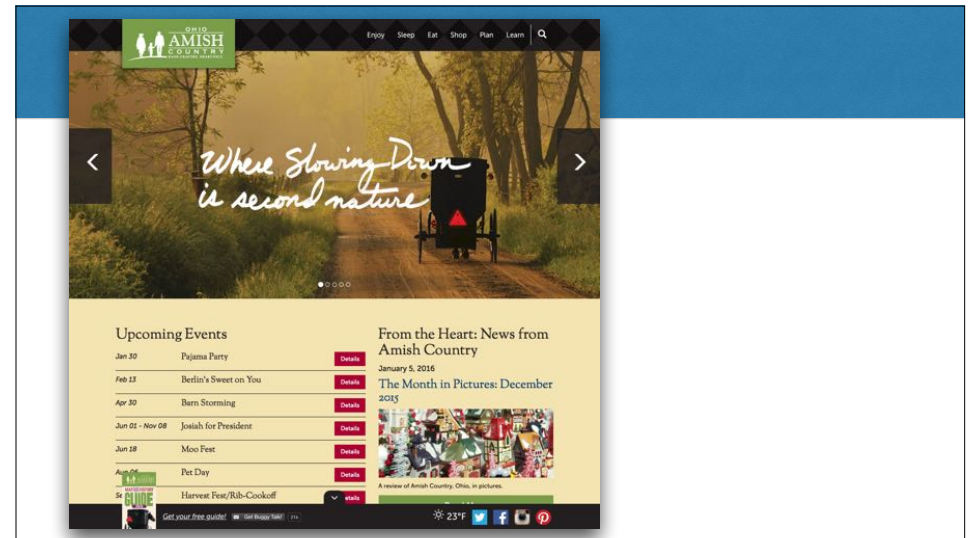 OHIO
AMISH
COUNTRY
Enjoy Sleep Eat Shop Plan Learn
Where Slowing Down
is second nature
Upcoming Events
Jan 30 Pajama Party Details
Feb 13 Berlin's Sweet on You Details
Apr 30 Barn Storming Details
Jun 01 - Nov 08 Josiah for President Details
Jun 18 Moo Fest Details
Aug 06 Pet Day Details
Se Harvest Fest/Rib-Cookoff etails
From the Heart: News from
Amish Country
January 5, 2016
The Month in Pictures: December
2015
A review of Amish Country, Ohio, in pictures.
GUIDE
Get your free guide! Get Buggy Talk!
23°F